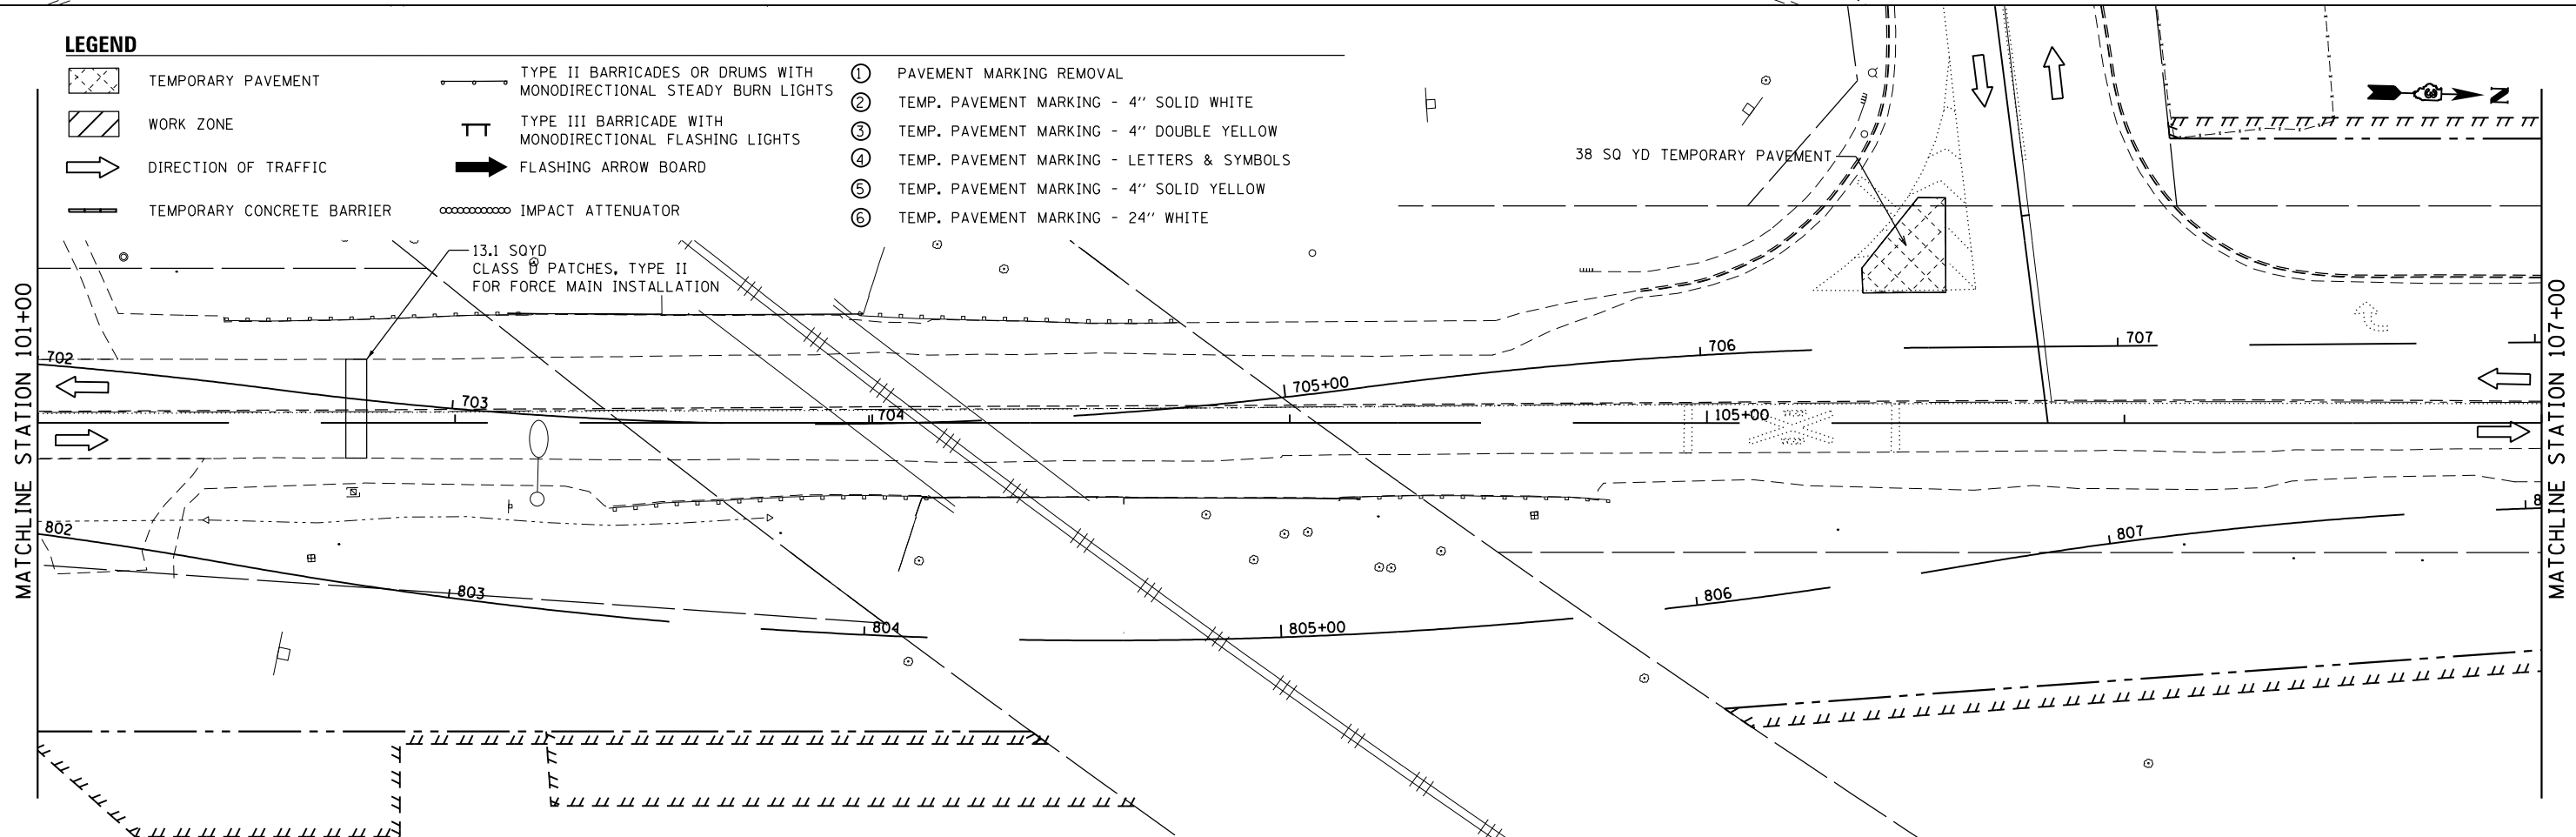 LEGEND
TEMPORARY PAVEMENT
WORK ZONE
DIRECTION OF TRAFFIC
TEMPORARY CONCRETE BARRIER
TYPE II BARRICADES OR DRUMS WITH
MONODIRECTIONAL STEADY BURN LIGHTS
TYPE III BARRICADE WITH
MONODIRECTIONAL FLASHING LIGHTS
FLASHING ARROW BOARD
IMPACT ATTENUATOR
1 PAVEMENT MARKING REMOVAL
2 TEMP. PAVEMENT MARKING - 4'' SOLID WHITE
3 TEMP. PAVEMENT MARKING - 4'' DOUBLE YELLOW
4 TEMP. PAVEMENT MARKING - LETTERS & SYMBOLS
5 TEMP. PAVEMENT MARKING - 4'' SOLID YELLOW
6 TEMP. PAVEMENT MARKING - 24'' WHITE
N
38 SQ YD TEMPORARY PAVEMENT
13.1 SQYD
CLASS D PATCHES, TYPE II
FOR FORCE MAIN INSTALLATION
MATCHLINE STATION 101+00
MATCHLINE STATION 107+00
702
703
704
705+00
706
707
105+00
802
803
804
805+00
806
807
8